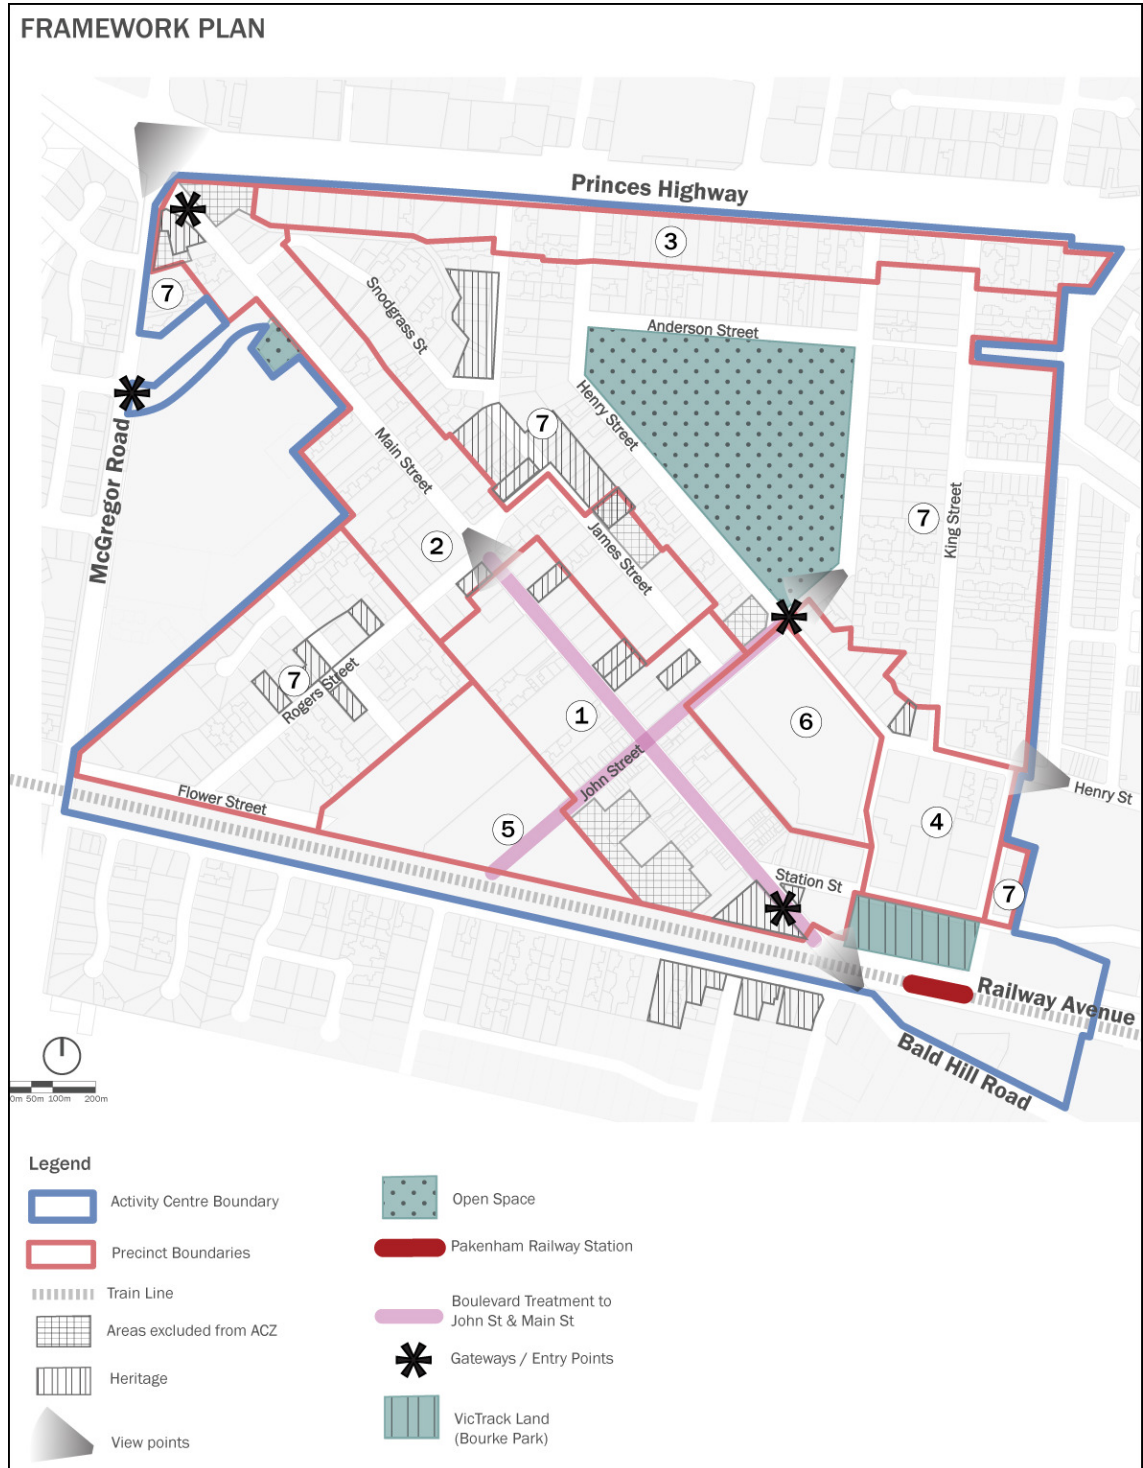 FRAMEWORK PLAN
Princes Highway
3
7
Snodgrass St
Anderson Street
Henry Street
McGregor Road
Main Street
7
King Street
7
2
James Street
7
Rogers Street
1
6
John Street
Henry St
Flower Street
5
4
Station St
7
Railway Avenue
Bald Hill Road
0m 50m 100m 200m
Legend
Activity Centre Boundary
Precinct Boundaries
Train Line
Areas excluded from ACZ
Heritage
View points
Open Space
Pakenham Railway Station
Boulevard Treatment to
John St & Main St
Gateways / Entry Points
VicTrack Land
(Bourke Park)